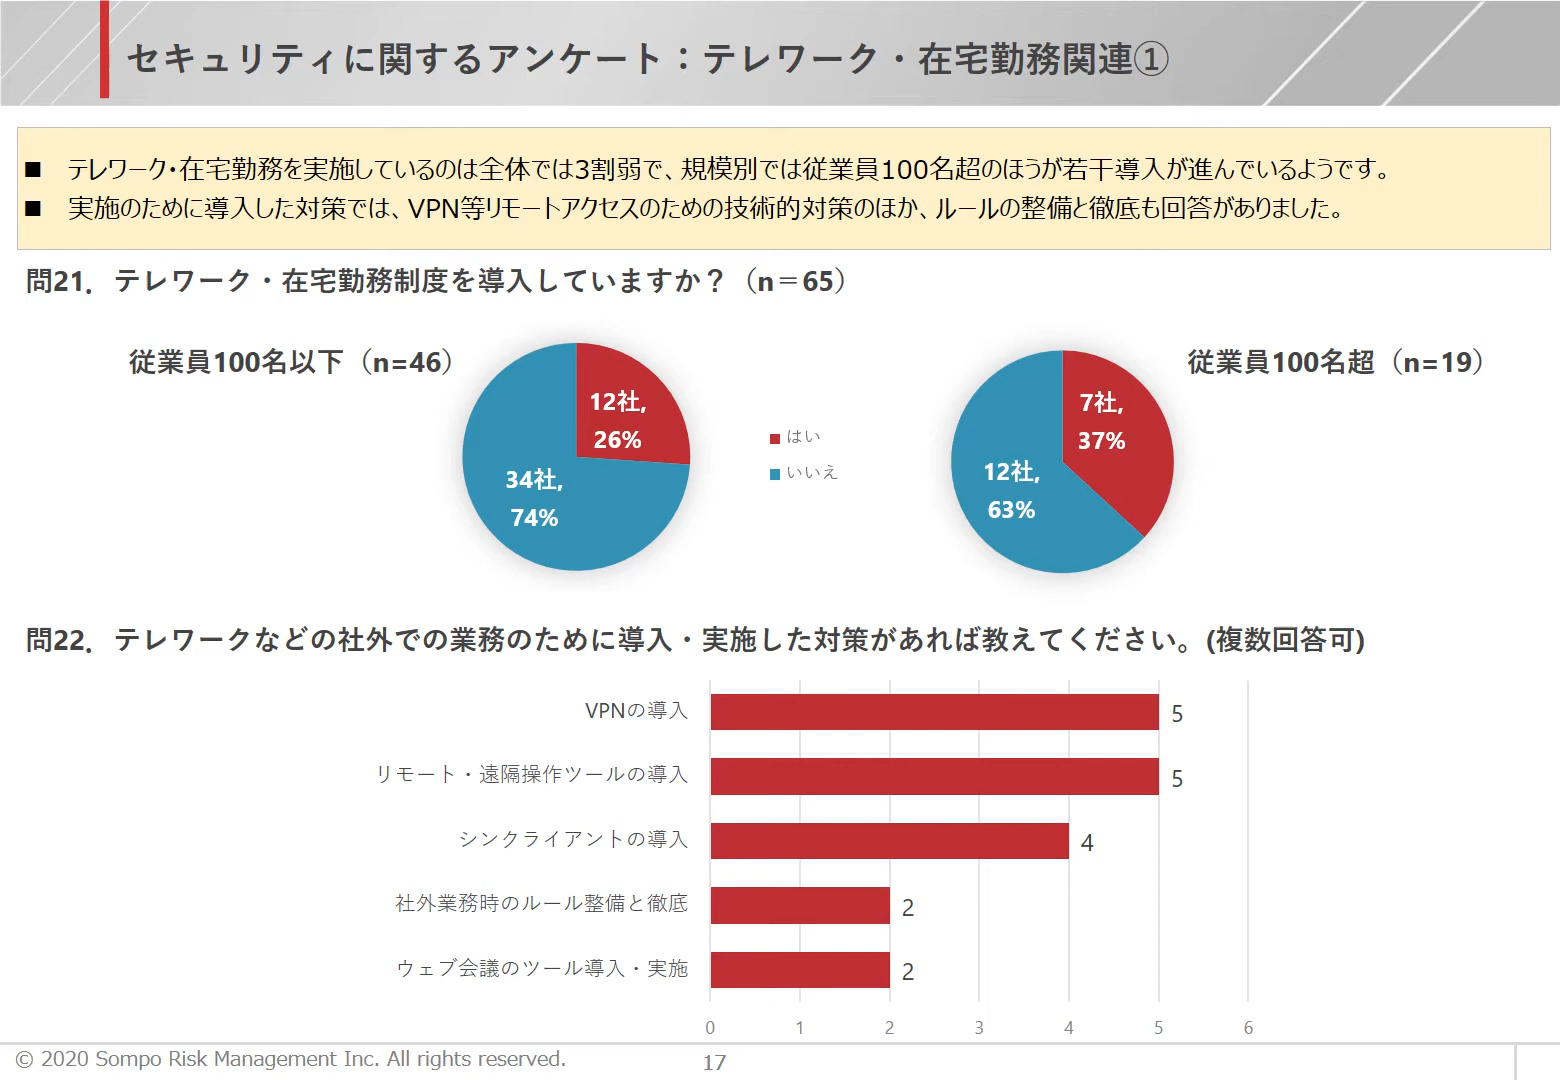 セキュリティに関するアンケート：テレワーク・在宅勤務関連①
■ テレワーク・在宅勤務を実施しているのは全体では3割弱で、規模別では従業員100名超のほうが若干導入が進んでいるようです。
■ 実施のために導入した対策では、VPN等リモートアクセスのための技術的対策のほか、ルールの整備と徹底も回答がありました。
問21．テレワーク・在宅勤務制度を導入していますか？（n＝65）
従業員100名以下（n=46）
12社,
26%
34社,
74%
はい
いいえ
従業員100名超（n=19）
7社,
37%
12社,
63%
問22．テレワークなどの社外での業務のために導入・実施した対策があれば教えてください。(複数回答可)
VPNの導入 5
リモート・遠隔操作ツールの導入 5
シンクライアントの導入 4
社外業務時のルール整備と徹底 2
ウェブ会議のツール導入・実施 2
0 1 2 3 4 5 6
© 2020 Sompo Risk Management Inc. All rights reserved.
17